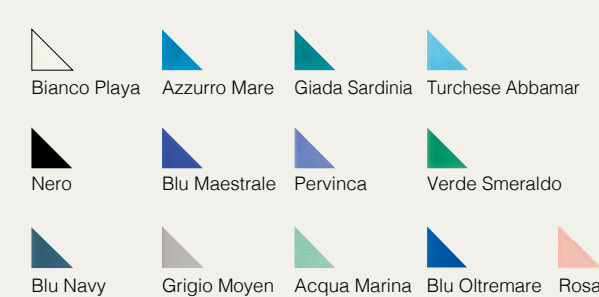 Bianco Playa Azzurro Mare Giada Sardinia Turchese Abbamar
Nero Blu Maestrale Pervinca Verde Smeraldo
Blu Navy Grigio Moyen Acqua Marina Blu Oltremare Rosa